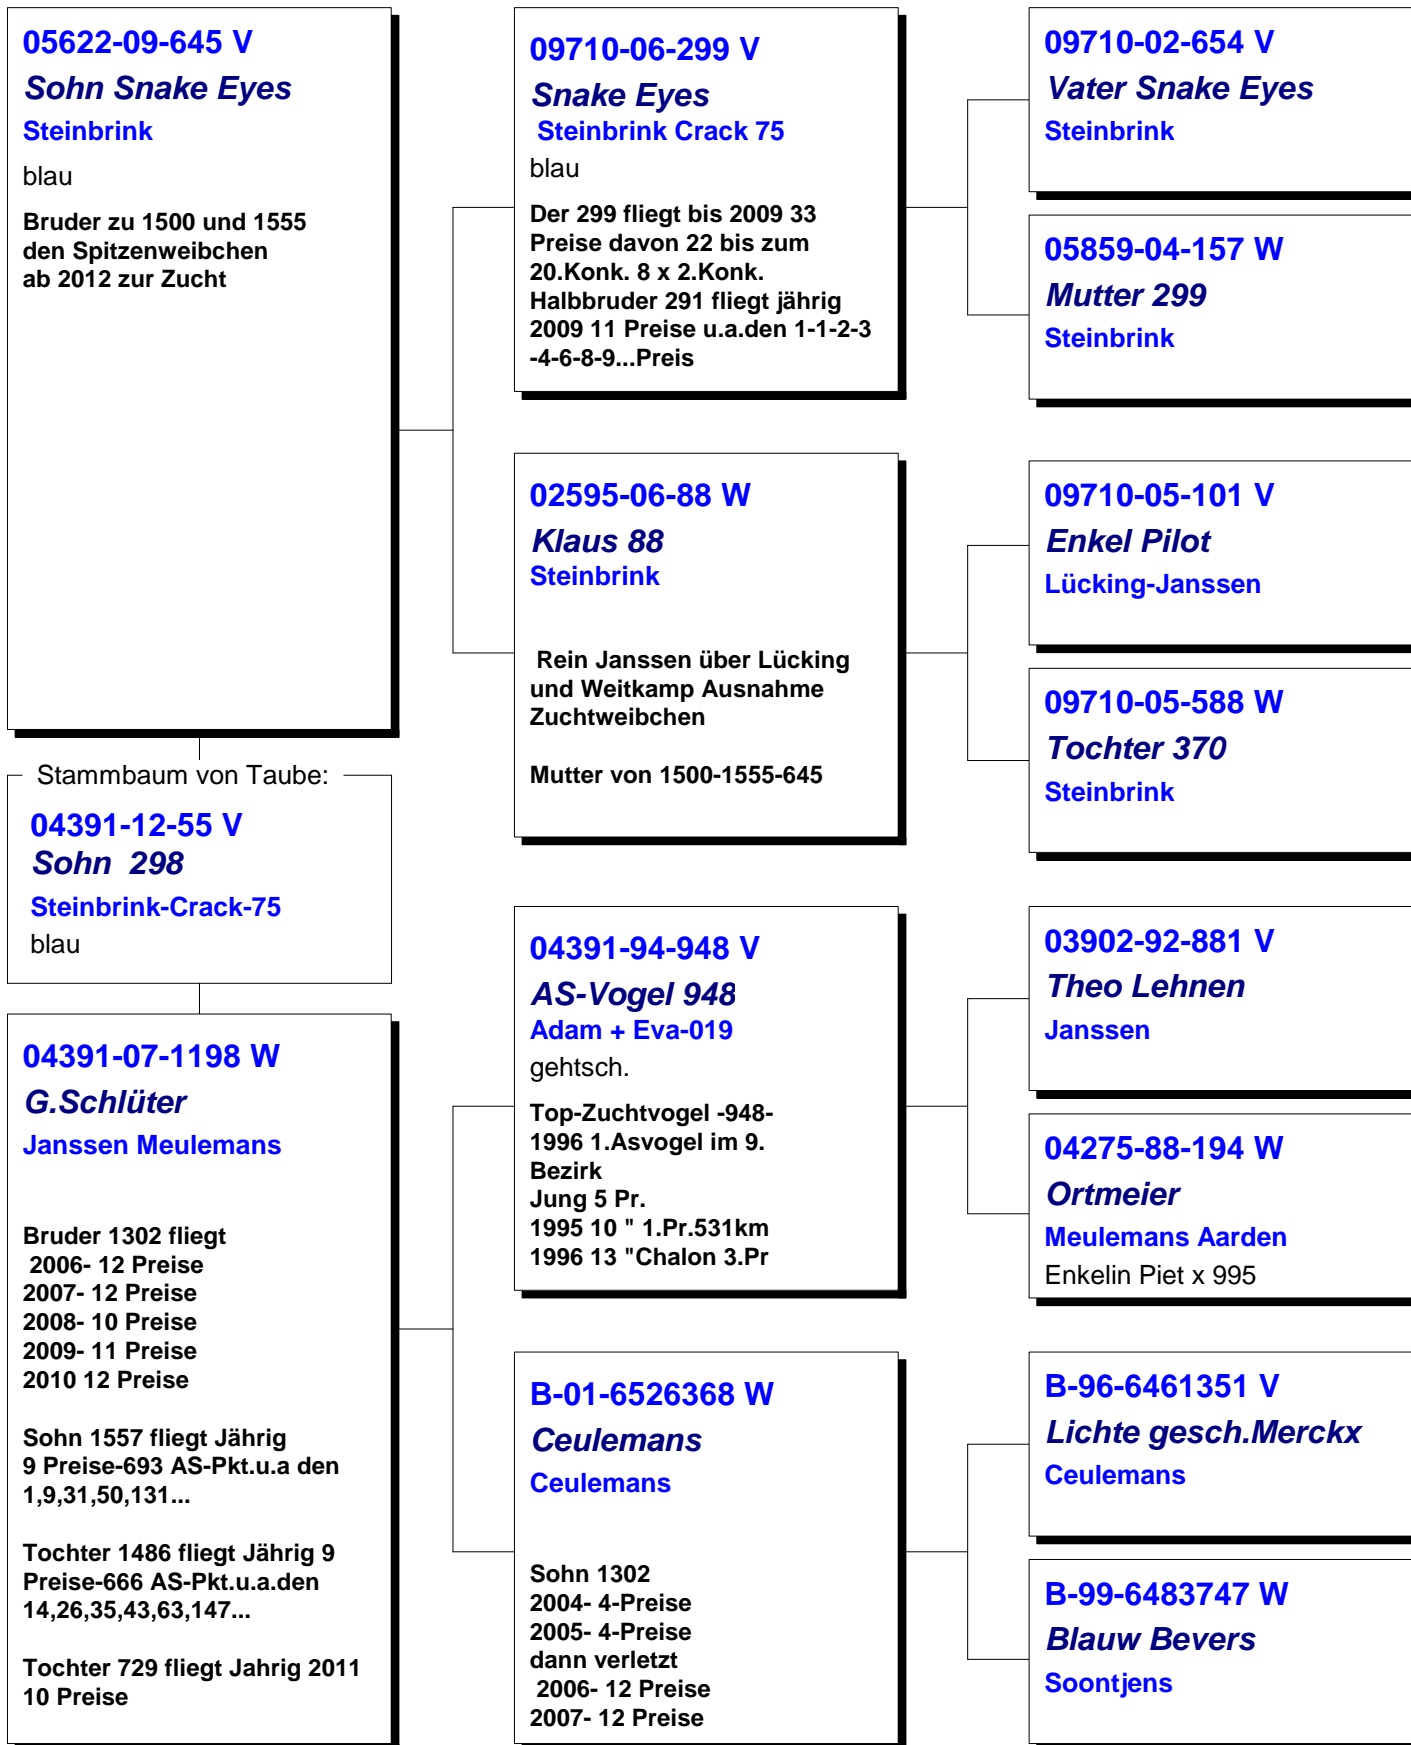 05622-09-645 V
Sohn Snake Eyes
Steinbrink
blau
Bruder zu 1500 und 1555
den Spitzenweibchen
ab 2012 zur Zucht
Stammbaum von Taube:
04391-12-55 V
Sohn  298
Steinbrink-Crack-75
blau
04391-07-1198 W
G.Schlüter
Janssen Meulemans
Bruder 1302 fliegt
2006- 12 Preise
2007- 12 Preise
2008- 10 Preise
2009- 11 Preise
2010 12 Preise
Sohn 1557 fliegt Jährig
9 Preise-693 AS-Pkt.u.a den
1,9,31,50,131...
Tochter 1486 fliegt Jährig 9
Preise-666 AS-Pkt.u.a.den
14,26,35,43,63,147...
Tochter 729 fliegt Jahrig 2011
10 Preise
09710-06-299 V
Snake Eyes
Steinbrink Crack 75
blau
Der 299 fliegt bis 2009 33
Preise davon 22 bis zum
20.Konk. 8 x 2.Konk.
Halbbruder 291 fliegt jährig
2009 11 Preise u.a.den 1-1-2-3
-4-6-8-9...Preis
02595-06-88 W
Klaus 88
Steinbrink
Rein Janssen über Lücking
und Weitkamp Ausnahme
Zuchtweibchen
Mutter von 1500-1555-645
04391-94-948 V
AS-Vogel 948
Adam + Eva-019
gehtsch.
Top-Zuchtvogel -948-
1996 1.Asvogel im 9.
Bezirk
Jung 5 Pr.
1995 10 " 1.Pr.531km
1996 13 "Chalon 3.Pr
B-01-6526368 W
Ceulemans
Ceulemans
Sohn 1302
2004- 4-Preise
2005- 4-Preise
dann verletzt
2006- 12 Preise
2007- 12 Preise
09710-02-654 V
Vater Snake Eyes
Steinbrink
05859-04-157 W
Mutter 299
Steinbrink
09710-05-101 V
Enkel Pilot
Lücking-Janssen
09710-05-588 W
Tochter 370
Steinbrink
03902-92-881 V
Theo Lehnen
Janssen
04275-88-194 W
Ortmeier
Meulemans Aarden
Enkelin Piet x 995
B-96-6461351 V
Lichte gesch.Merckx
Ceulemans
B-99-6483747 W
Blauw Bevers
Soontjens